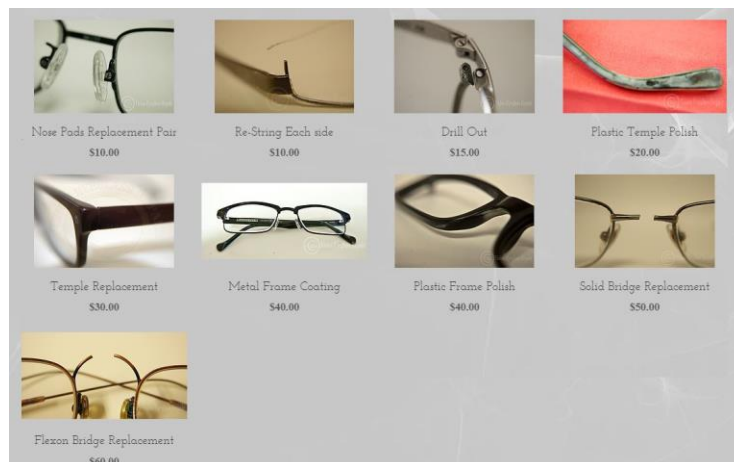 Nose Pads Replacement Pair
$10.00
Re-String Each side
$10.00
Drill Out
$15.00
Plastic Temple Polish
$20.00
Temple Replacement
$30.00
Metal Frame Coating
$40.00
Plastic Frame Polish
$40.00
Solid Bridge Replacement
$50.00
Flexon Bridge Replacement
$60.00